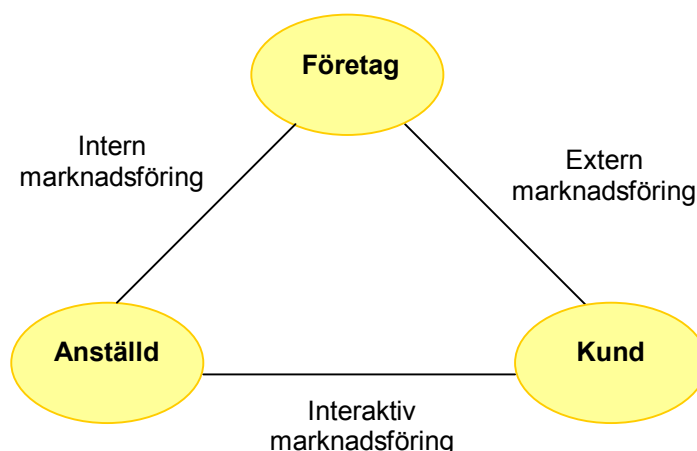 Företag
Intern
marknadsföring
Extern
marknadsföring
Anställd
Kund
Interaktiv
marknadsföring